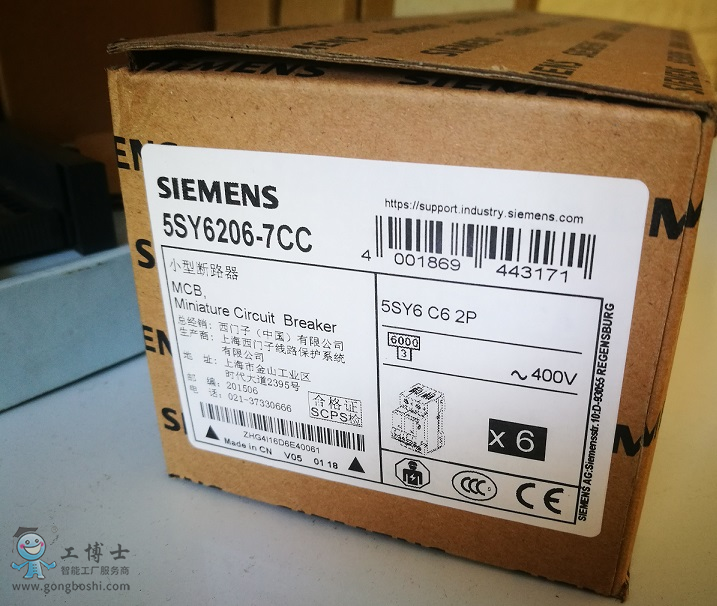 SIEMENS
SIEMENS
5SY6206-7CC
https://support.industry.siemens.com
4 001869 443171
小型断路器
MCB,
Miniature Circuit Breaker
总经销: 西门子（中国）有限公司
生产商: 上海西门子线路保护系统
有限公司
地 址: 上海市金山工业区
时代大道2395号
邮 编: 201506
电 话: 021-37330666
合格证
SCPS检
ZHG4I16D6E40061
Made in CN V05 01 18
5SY6 C6 2P
6000
3
~400V
x 6
CCC
CE
SIEMENS AG:Siemensstr.10:D-93055 REGENSBURG
工博士
智能工厂服务商
www.gongboshi.com